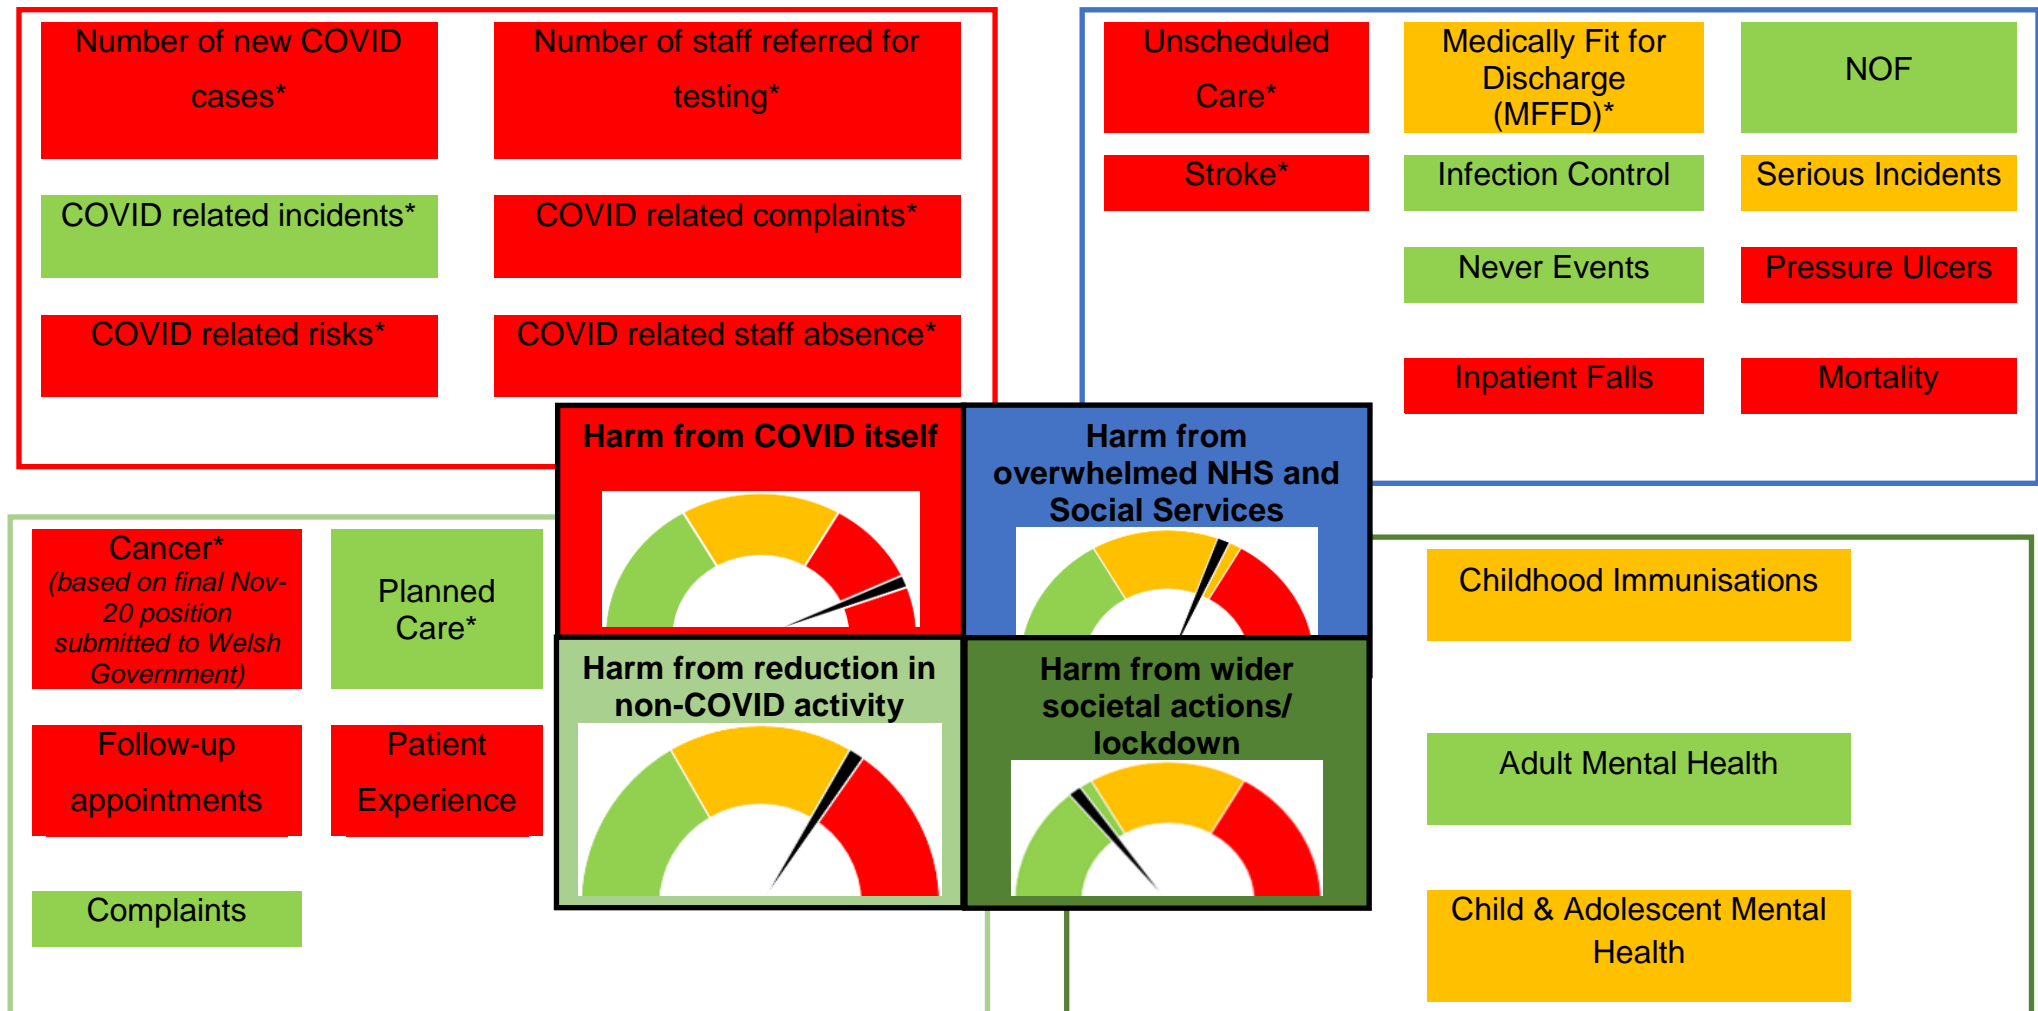 Number of new COVID
cases*
Number of staff referred for
testing*
COVID related incidents*
COVID related complaints*
COVID related risks*
COVID related staff absence*
Unscheduled
Care*
Medically Fit for
Discharge
(MFFD)*
NOF
Stroke*
Infection Control
Serious Incidents
Never Events
Pressure Ulcers
Inpatient Falls
Mortality
Harm from COVID itself
Harm from
overwhelmed NHS and
Social Services
Cancer*
(based on final Nov-
20 position
submitted to Welsh
Government)
Planned
Care*
Follow-up
appointments
Patient
Experience
Complaints
Harm from reduction in
non-COVID activity
Harm from wider
societal actions/
lockdown
Childhood Immunisations
Adult Mental Health
Child & Adolescent Mental
Health